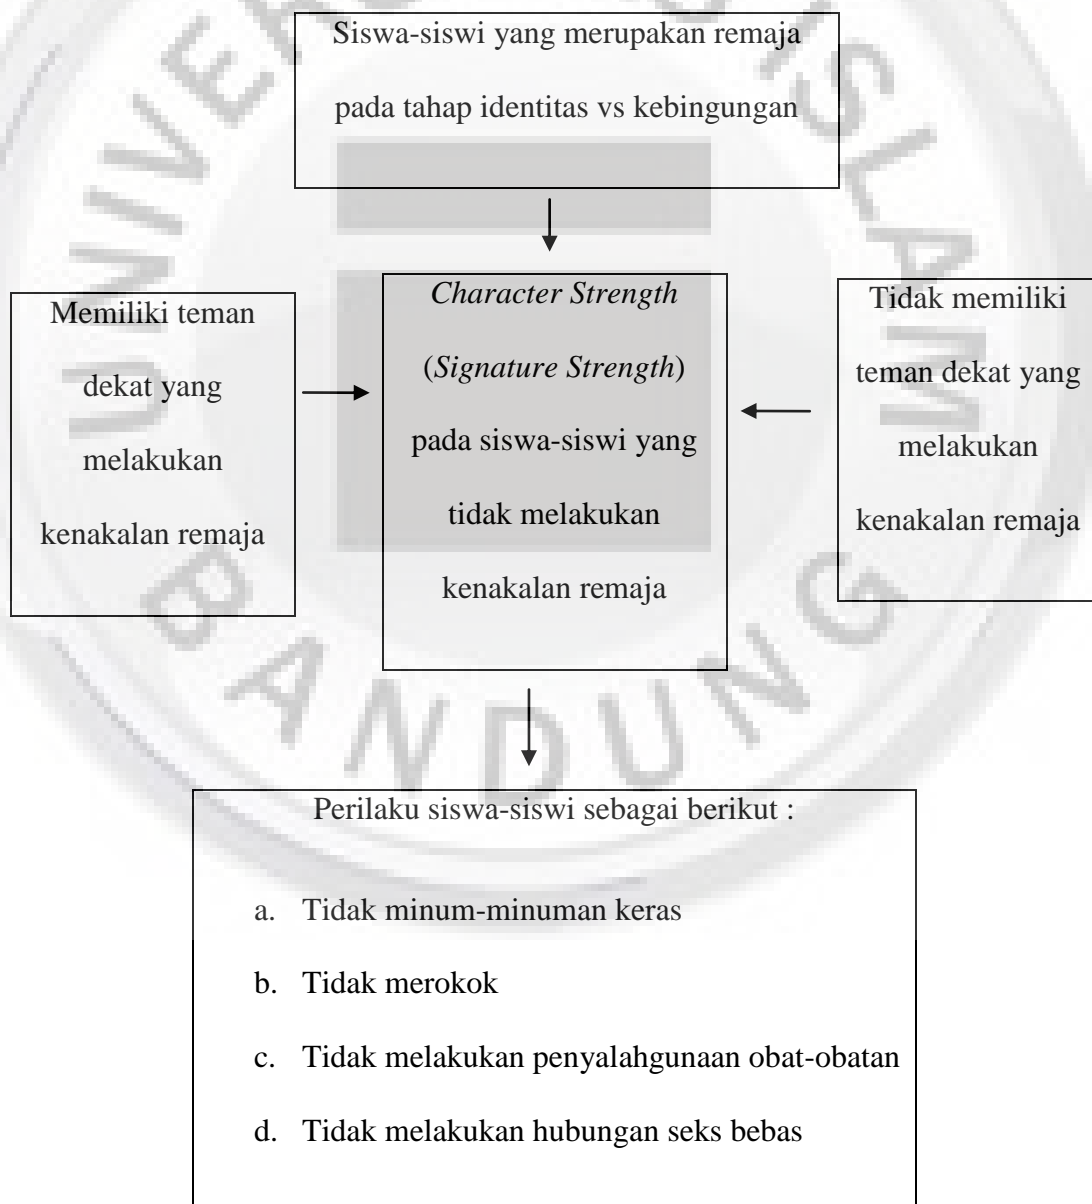 Siswa-siswi yang merupakan remaja
pada tahap identitas vs kebingungan
Memiliki teman
dekat yang
melakukan
kenakalan remaja
Character Strength
(Signature Strength)
pada siswa-siswi yang
tidak melakukan
kenakalan remaja
Tidak memiliki
teman dekat yang
melakukan
kenakalan remaja
Perilaku siswa-siswi sebagai berikut :
a. Tidak minum-minuman keras
b. Tidak merokok
c. Tidak melakukan penyalahgunaan obat-obatan
d. Tidak melakukan hubungan seks bebas
ISLAM
BANDUNG